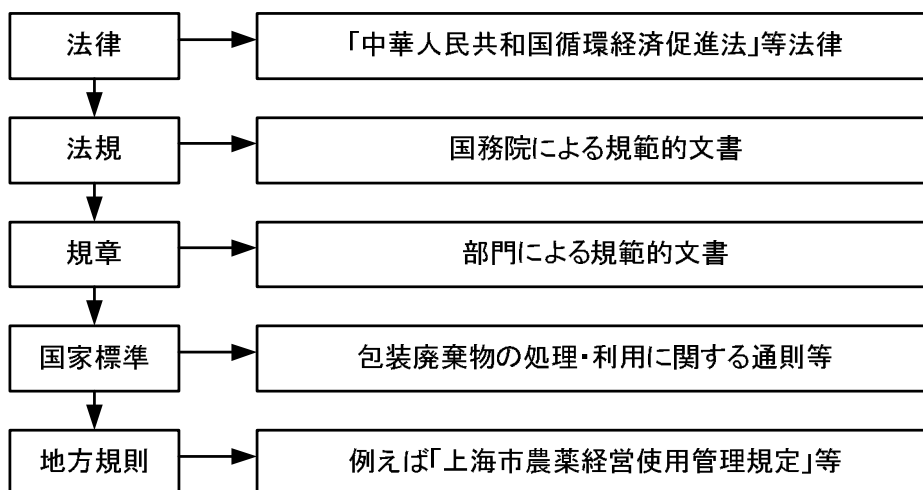 法律
「中華人民共和国循環経済促進法」等法律
法規
国務院による規範的文書
規章
部門による規範的文書
国家標準
包装廃棄物の処理・利用に関する通則等
地方規則
例えば「上海市農薬経営使用管理規定」等